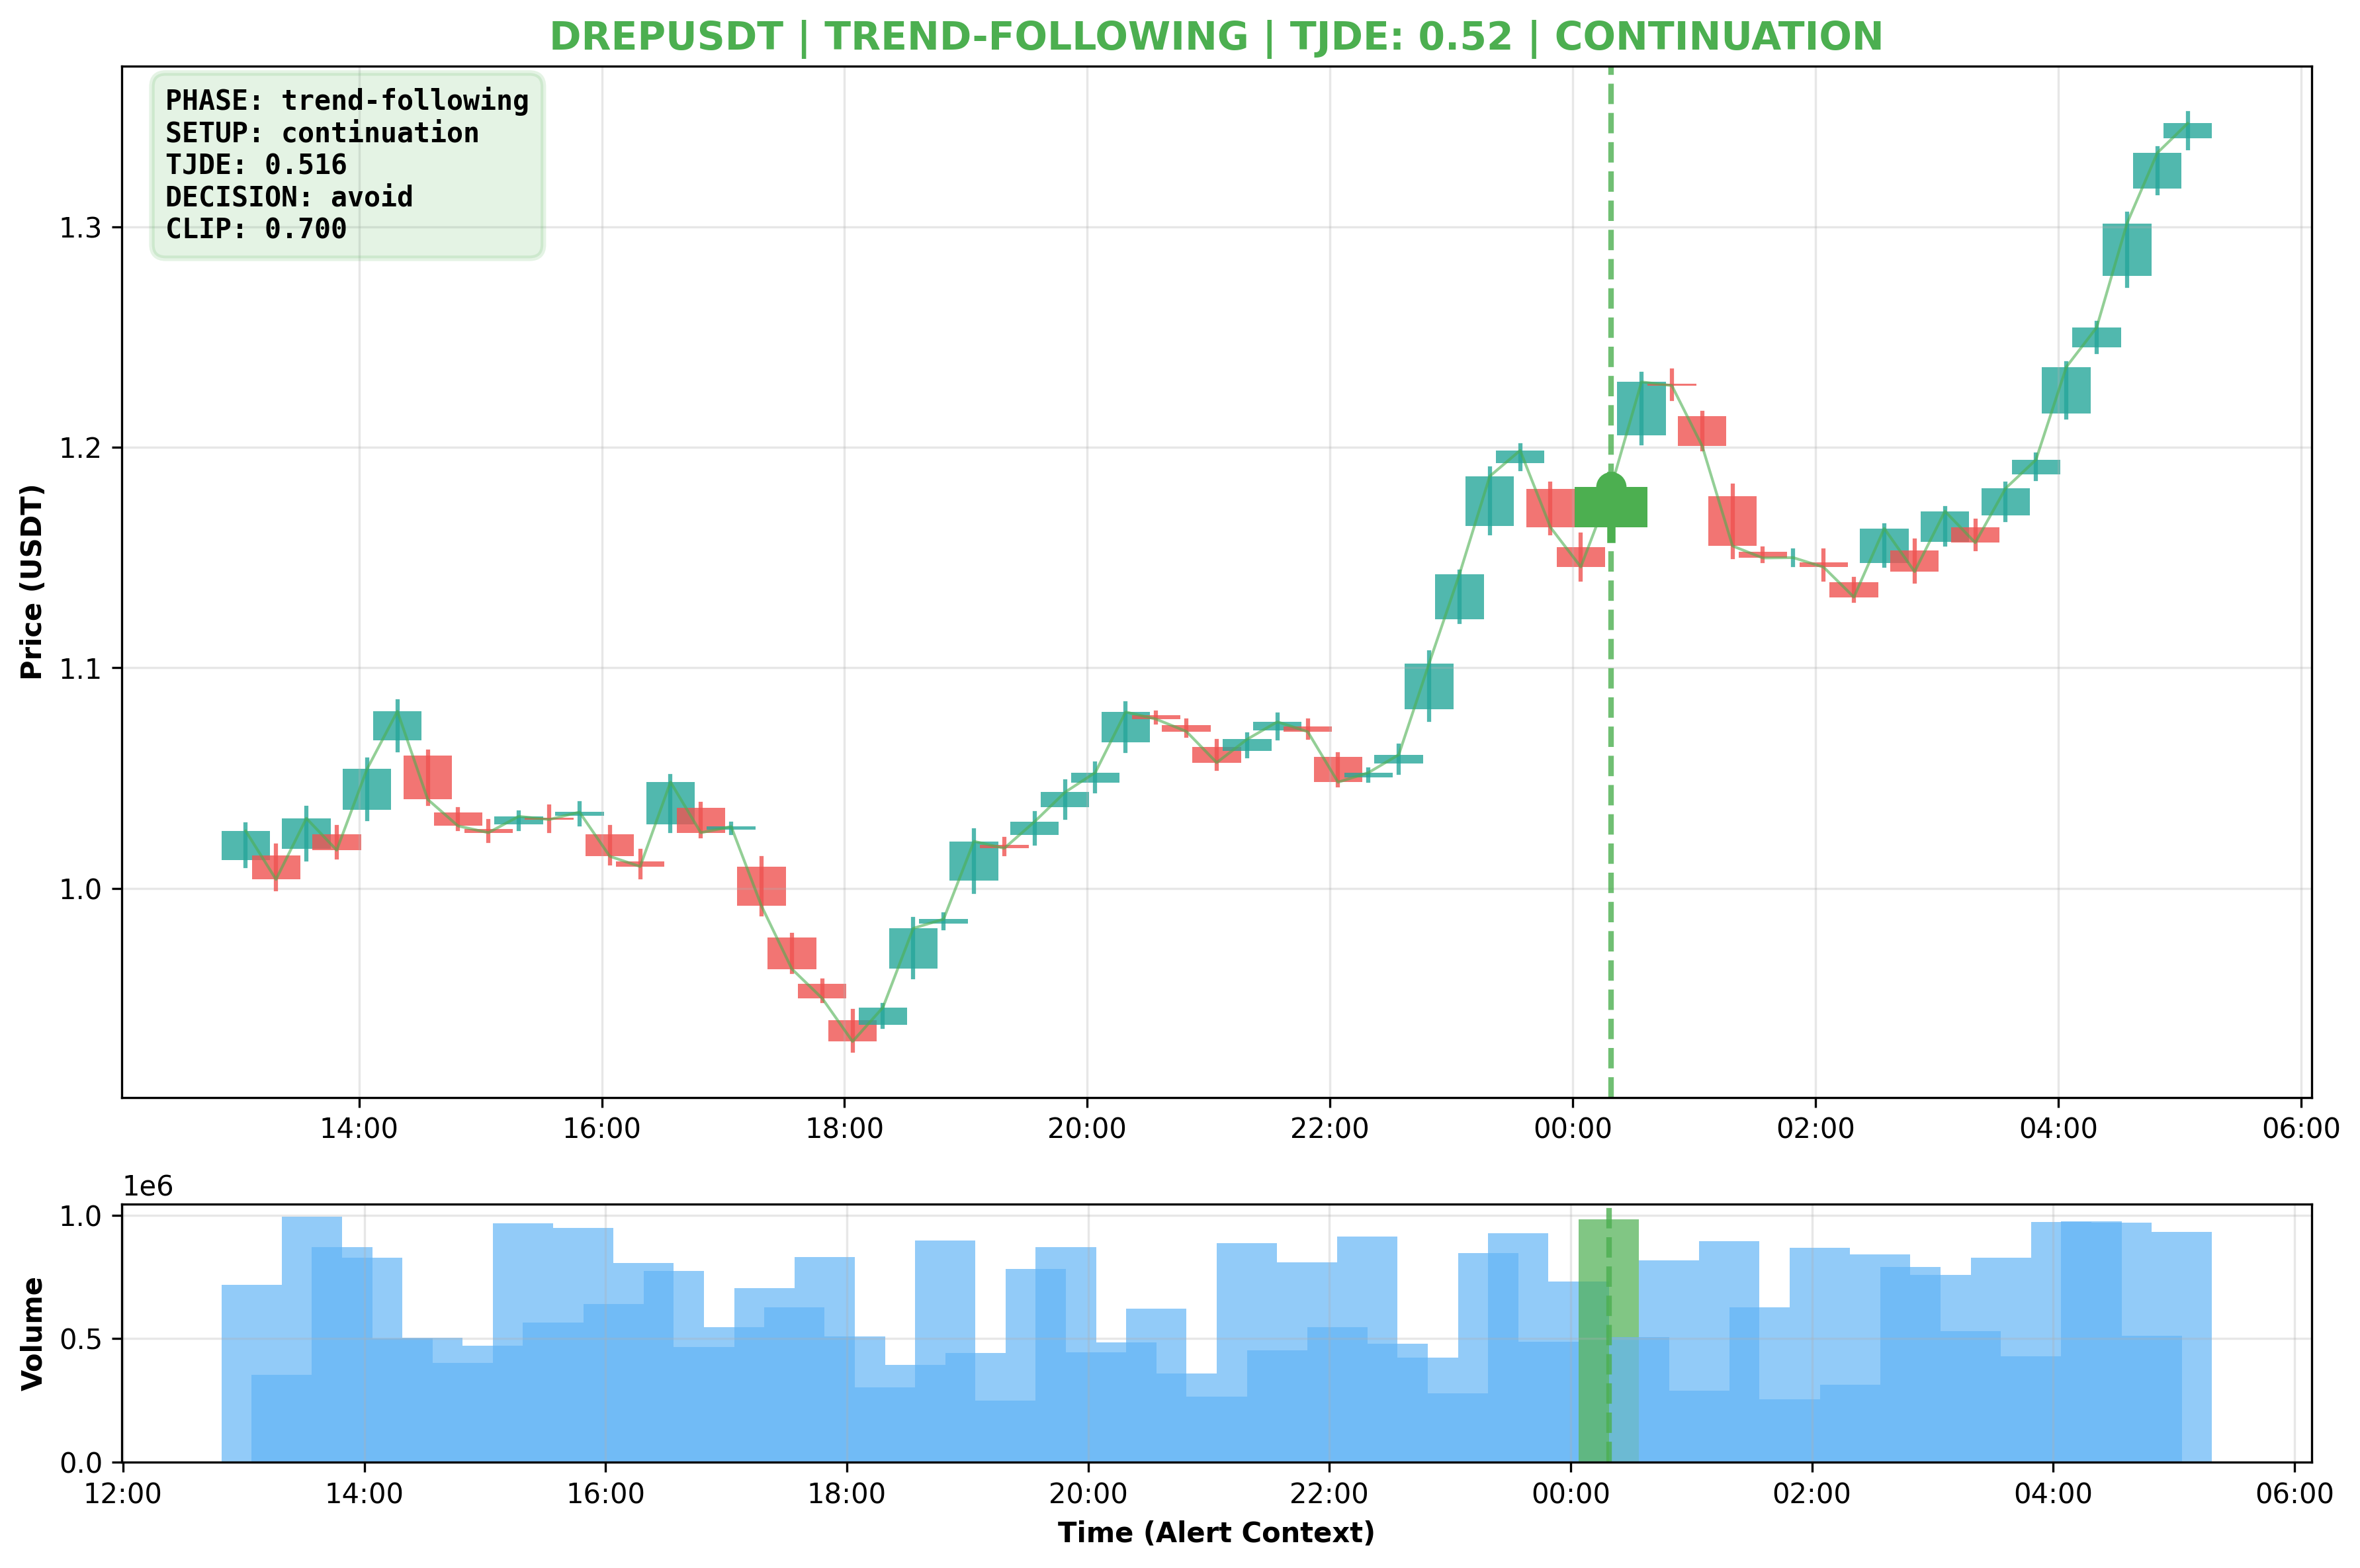 DREPUSDT | TREND-FOLLOWING | TJDE: 0.52 | CONTINUATION
PHASE: trend-following
SETUP: continuation
TJDE: 0.516
DECISION: avoid
CLIP: 0.700
Price (USDT)
1.3
1.2
1.1
1.0
14:00 16:00 18:00 20:00 22:00 00:00 02:00 04:00 06:00
1e6
Volume
1.0
0.5
0.0
12:00 14:00 16:00 18:00 20:00 22:00 00:00 02:00 04:00 06:00
Time (Alert Context)